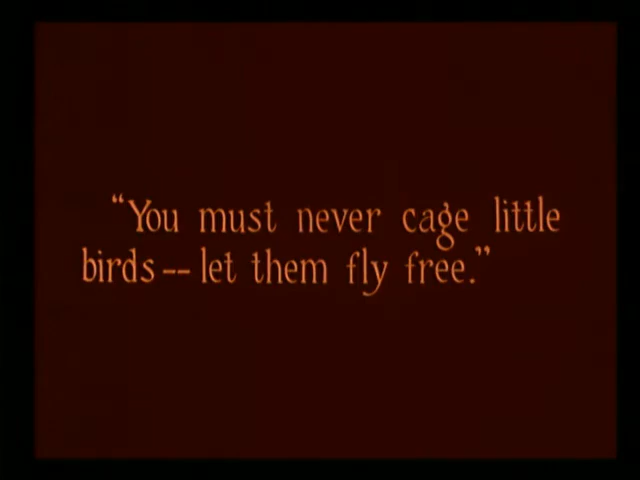 “You must never cage little
birds -- let them fly free.”